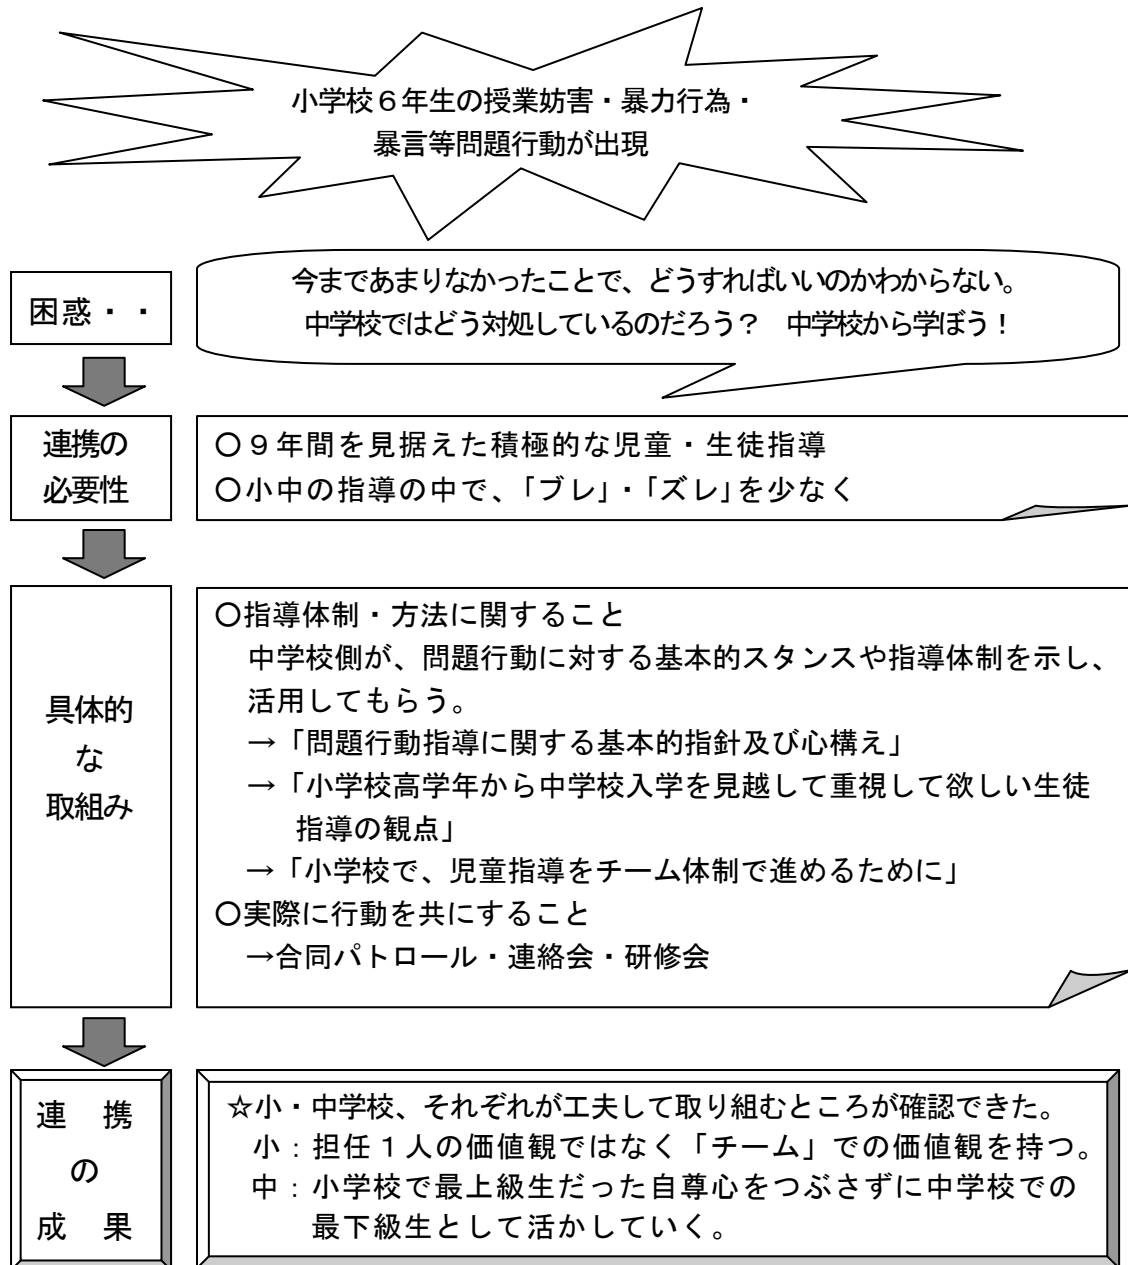 小学校６年生の授業妨害・暴力行為・
暴言等問題行動が出現
困惑・・
今まであまりなかったことで、どうすればいいのかわからない。
中学校ではどう対処しているのだろう？　中学校から学ぼう！
連携の
必要性
○９年間を見据えた積極的な児童・生徒指導
○小中の指導の中で、「ブレ」・「ズレ」を少なく
具体的
な
取組み
○指導体制・方法に関すること
中学校側が、問題行動に対する基本的スタンスや指導体制を示し、
活用してもらう。
→「問題行動指導に関する基本的指針及び心構え」
→「小学校高学年から中学校入学を見越して重視して欲しい生徒
指導の観点」
→「小学校で、児童指導をチーム体制で進めるために」
○実際に行動を共にすること
→合同パトロール・連絡会・研修会
連　携
の
成　果
☆小・中学校、それぞれが工夫して取り組むところが確認できた。
小：担任１人の価値観ではなく「チーム」での価値観を持つ。
中：小学校で最上級生だった自尊心をつぶさずに中学校での
最下級生として活かしていく。